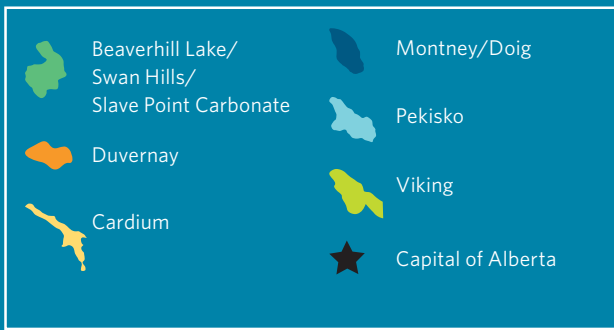 Beaverhill Lake/
Swan Hills/
Slave Point Carbonate
Duvernay
Cardium
Montney/Doig
Pekisko
Viking
Capital of Alberta